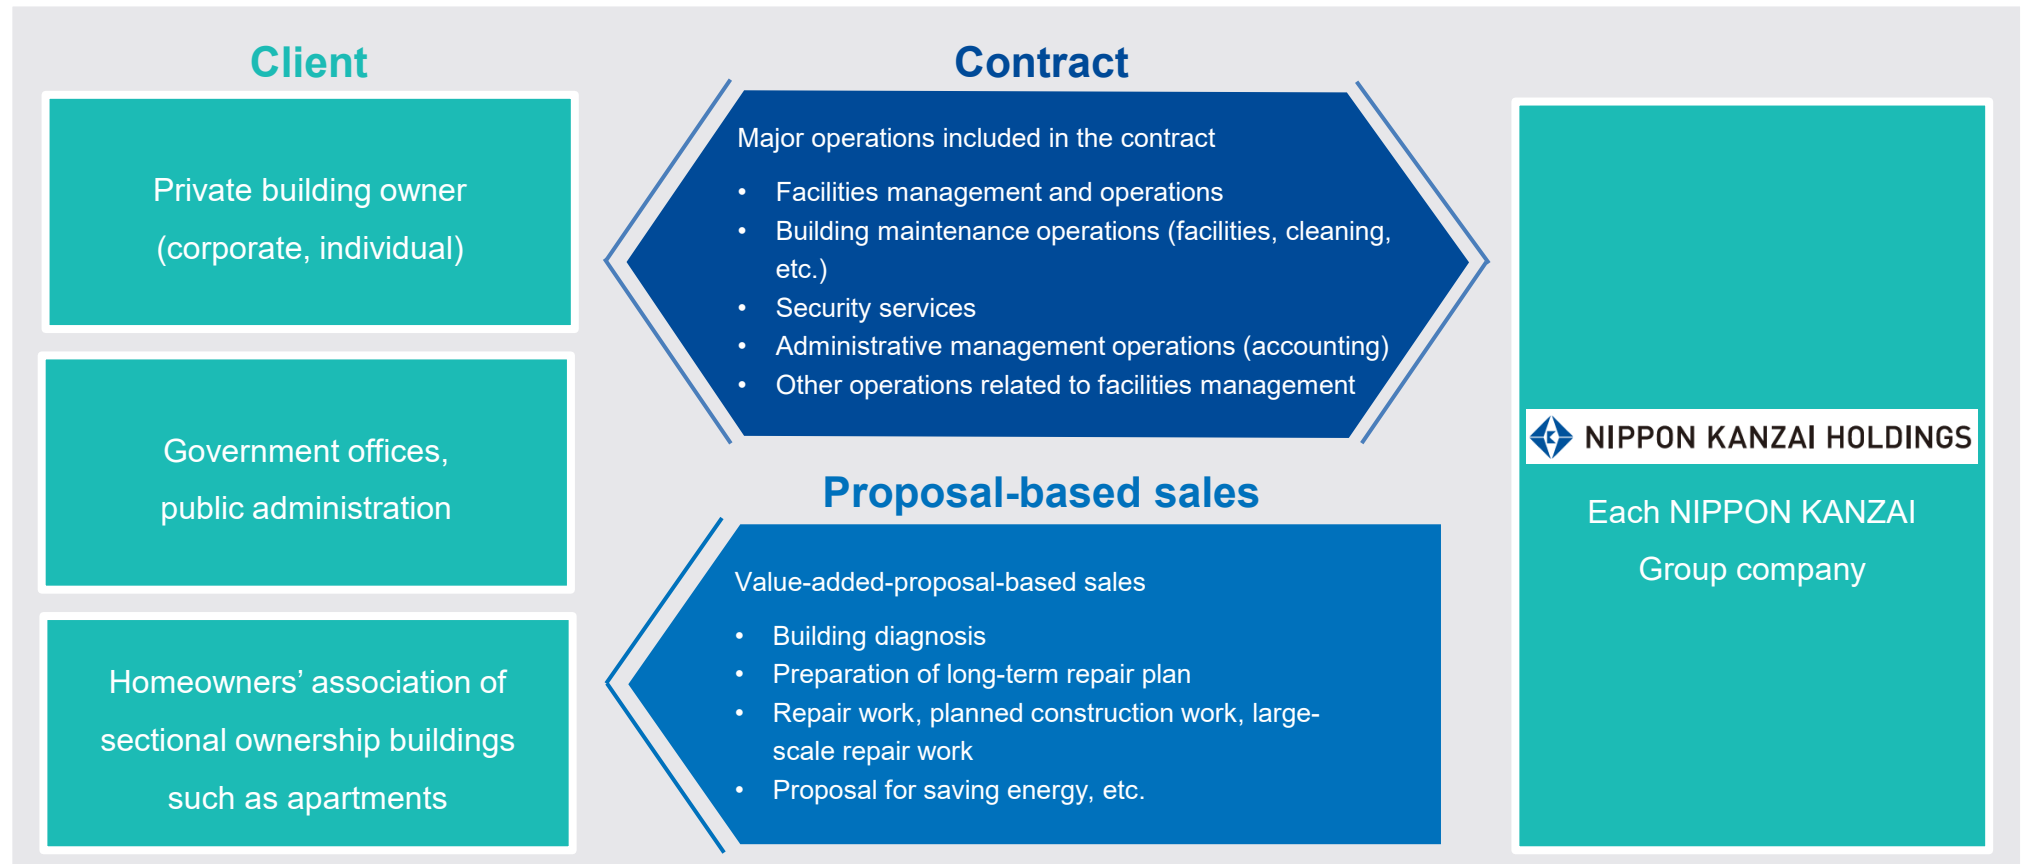 Client
Private building owner
(corporate, individual)
Government offices,
public administration
Homeowners’ association of
sectional ownership buildings
such as apartments
Contract
Major operations included in the contract
• Facilities management and operations
• Building maintenance operations (facilities, cleaning,
etc.)
• Security services
• Administrative management operations (accounting)
• Other operations related to facilities management
Proposal-based sales
Value-added-proposal-based sales
• Building diagnosis
• Preparation of long-term repair plan
• Repair work, planned construction work, large-
scale repair work
• Proposal for saving energy, etc.
NIPPON KANZAI HOLDINGS
Each NIPPON KANZAI
Group company